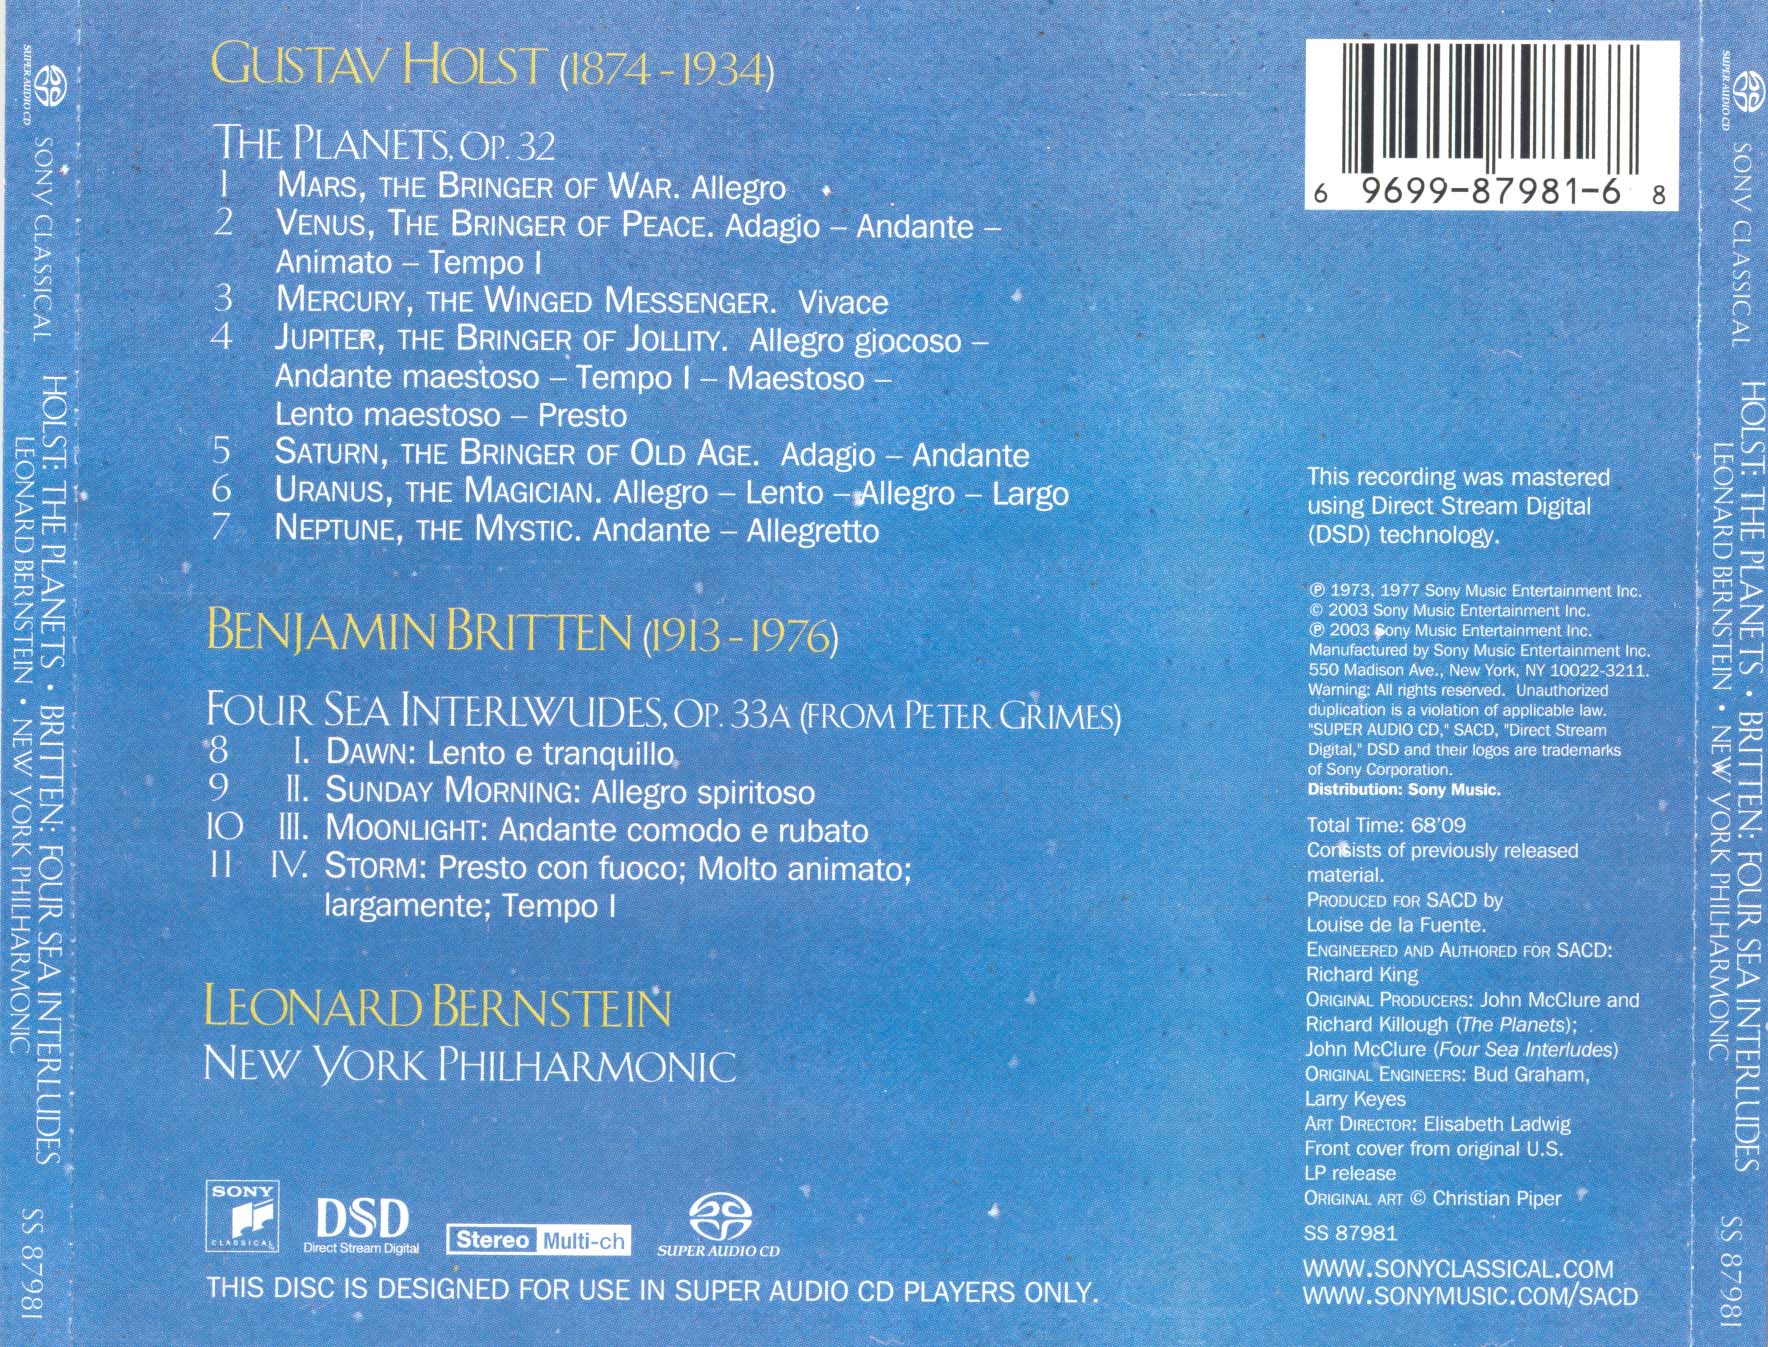 GUSTAV HOLST (1874 - 1934)
THE PLANETS, OP. 32
1 MARS, THE BRINGER OF WAR. Allegro
2 VENUS, THE BRINGER OF PEACE. Adagio – Andante –
Animato – Tempo I
3 MERCURY, THE WINGED MESSENGER. Vivace
4 JUPITER, THE BRINGER OF JOLLITY. Allegro giocoso –
Andante maestoso – Tempo I – Maestoso –
Lento maestoso – Presto
5 SATURN, THE BRINGER OF OLD AGE. Adagio – Andante
6 URANUS, THE MAGICIAN. Allegro – Lento – Allegro – Largo
7 NEPTUNE, THE MYSTIC. Andante – Allegretto
BENJAMIN BRITTEN (1913 - 1976)
FOUR SEA INTERLWUDES, OP. 33A (FROM PETER GRIMES)
8 I. DAWN: Lento e tranquillo
9 II. SUNDAY MORNING: Allegro spiritoso
10 III. MOONLIGHT: Andante comodo e rubato
11 IV. STORM: Presto con fuoco; Molto animato;
largamente; Tempo I
LEONARD BERNSTEIN
NEW YORK PHILHARMONIC
SONY
CLASSICAL
DSD
Direct Stream Digital
Stereo Multi-ch
SUPER AUDIO CD
THIS DISC IS DESIGNED FOR USE IN SUPER AUDIO CD PLAYERS ONLY.
6 9699-87981-6 8
This recording was mastered
using Direct Stream Digital
(DSD) technology.
℗ 1973, 1977 Sony Music Entertainment Inc.
© 2003 Sony Music Entertainment Inc.
℗ 2003 Sony Music Entertainment Inc.
Manufactured by Sony Music Entertainment Inc.
550 Madison Ave., New York, NY 10022-3211.
Warning: All rights reserved. Unauthorized
duplication is a violation of applicable law.
"SUPER AUDIO CD," SACD, "Direct Stream
Digital," DSD and their logos are trademarks
of Sony Corporation.
Distribution: Sony Music.
Total Time: 68'09
Consists of previously released
material.
PRODUCED FOR SACD by
Louise de la Fuente.
ENGINEERED AND AUTHORED FOR SACD:
Richard King
ORIGINAL PRODUCERS: John McClure and
Richard Killough (The Planets);
John McClure (Four Sea Interludes)
ORIGINAL ENGINEERS: Bud Graham,
Larry Keyes
ART DIRECTOR: Elisabeth Ladwig
Front cover from original U.S.
LP release
ORIGINAL ART © Christian Piper
SS 87981
WWW.SONYCLASSICAL.COM
WWW.SONYMUSIC.COM/SACD
SUPER AUDIO CD
SONY CLASSICAL
HOLST: THE PLANETS • BRITTEN: FOUR SEA INTERLUDES
LEONARD BERNSTEIN • NEW YORK PHILHARMONIC
SS 87981
SUPER AUDIO CD
SONY CLASSICAL
HOLST: THE PLANETS • BRITTEN: FOUR SEA INTERLUDES
LEONARD BERNSTEIN • NEW YORK PHILHARMONIC
SS 87981